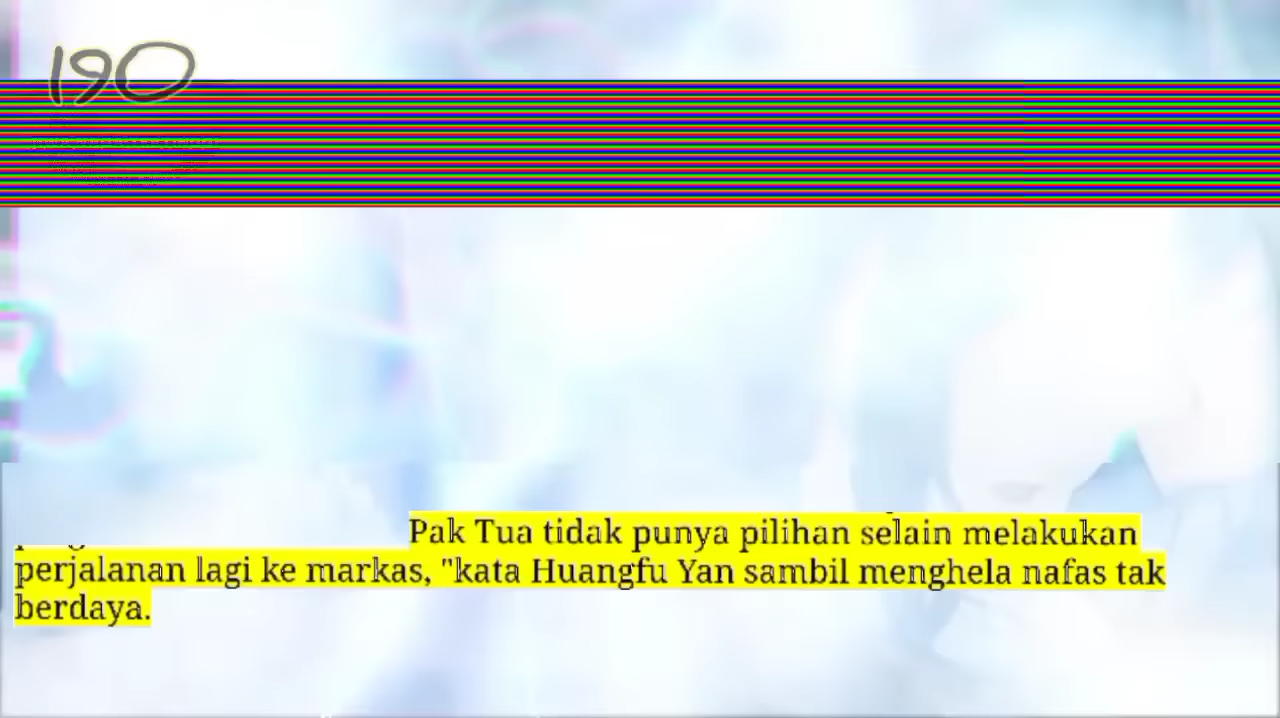 190
Pak Tua tidak punya pilihan selain melakukan
perjalanan lagi ke markas, "kata Huangfu Yan sambil menghela nafas tak
berdaya.